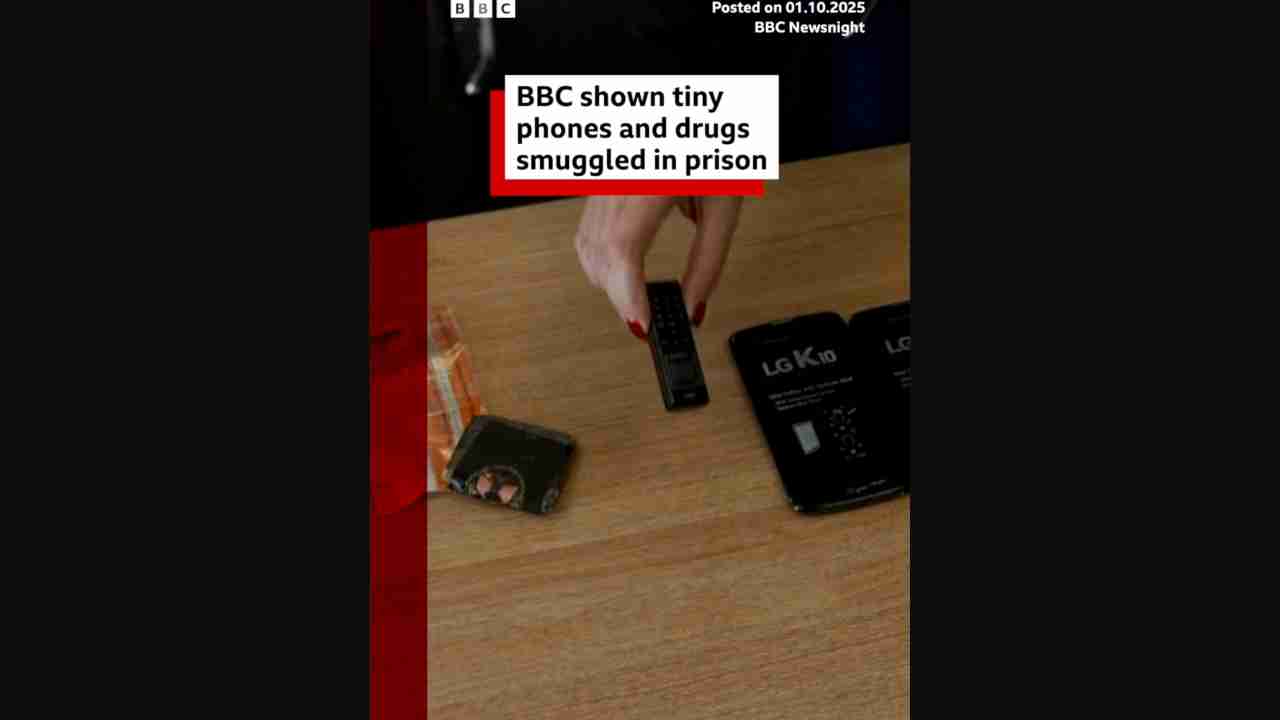 BBC
Posted on 01.10.2025
BBC Newsnight
BBC shown tiny
phones and drugs
smuggled in prison
LG K10
LG